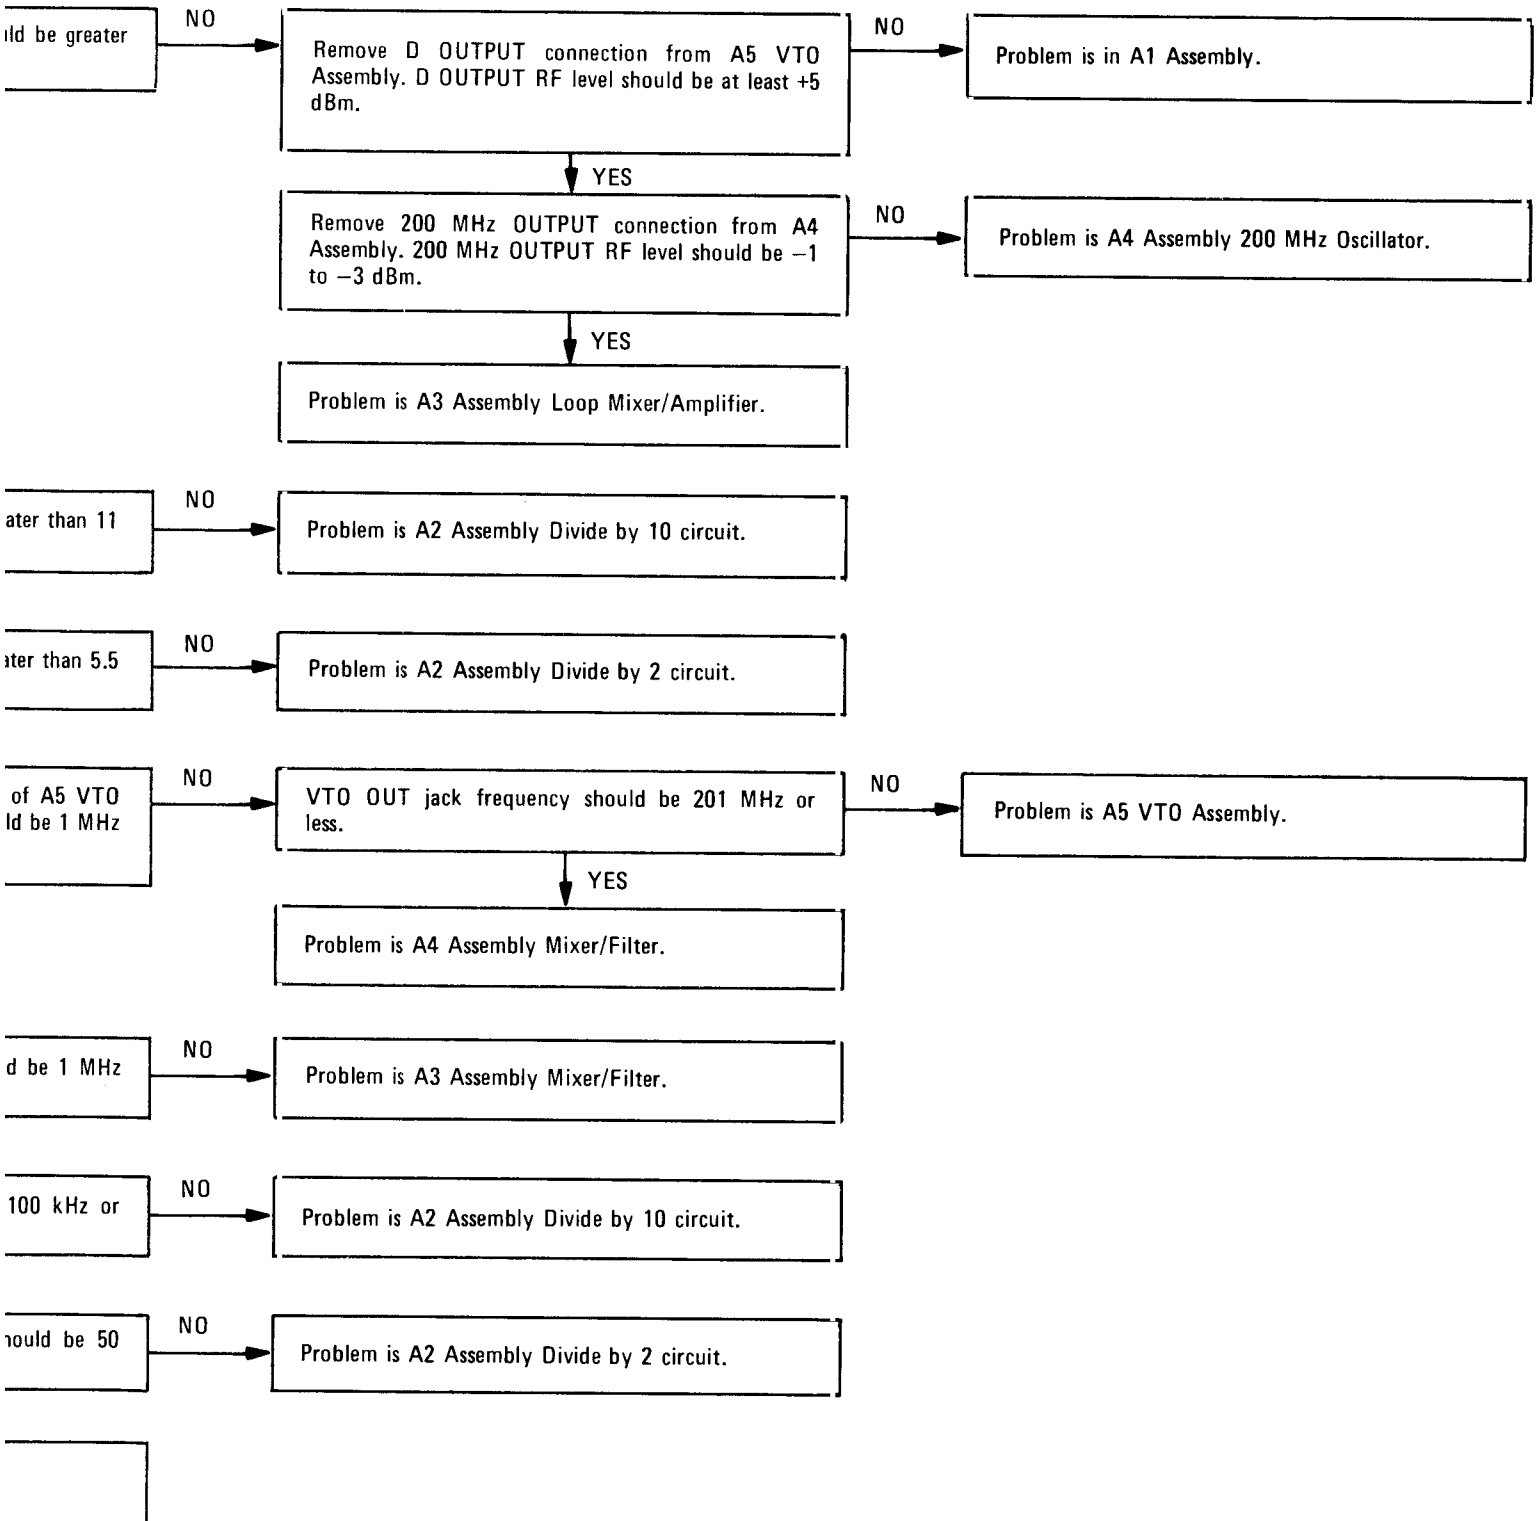 be greater
NO
Remove D OUTPUT connection from A5 VTO
Assembly. D OUTPUT RF level should be at least +5
dBm.
NO
Problem is in A1 Assembly.
YES
Remove 200 MHz OUTPUT connection from A4
Assembly. 200 MHz OUTPUT RF level should be −1
to −3 dBm.
NO
Problem is A4 Assembly 200 MHz Oscillator.
YES
Problem is A3 Assembly Loop Mixer/Amplifier.
than 11
NO
Problem is A2 Assembly Divide by 10 circuit.
than 5.5
NO
Problem is A2 Assembly Divide by 2 circuit.
of A5 VTO
be 1 MHz
NO
VTO OUT jack frequency should be 201 MHz or
less.
NO
Problem is A5 VTO Assembly.
YES
Problem is A4 Assembly Mixer/Filter.
be 1 MHz
NO
Problem is A3 Assembly Mixer/Filter.
100 kHz or
NO
Problem is A2 Assembly Divide by 10 circuit.
be 50
NO
Problem is A2 Assembly Divide by 2 circuit.